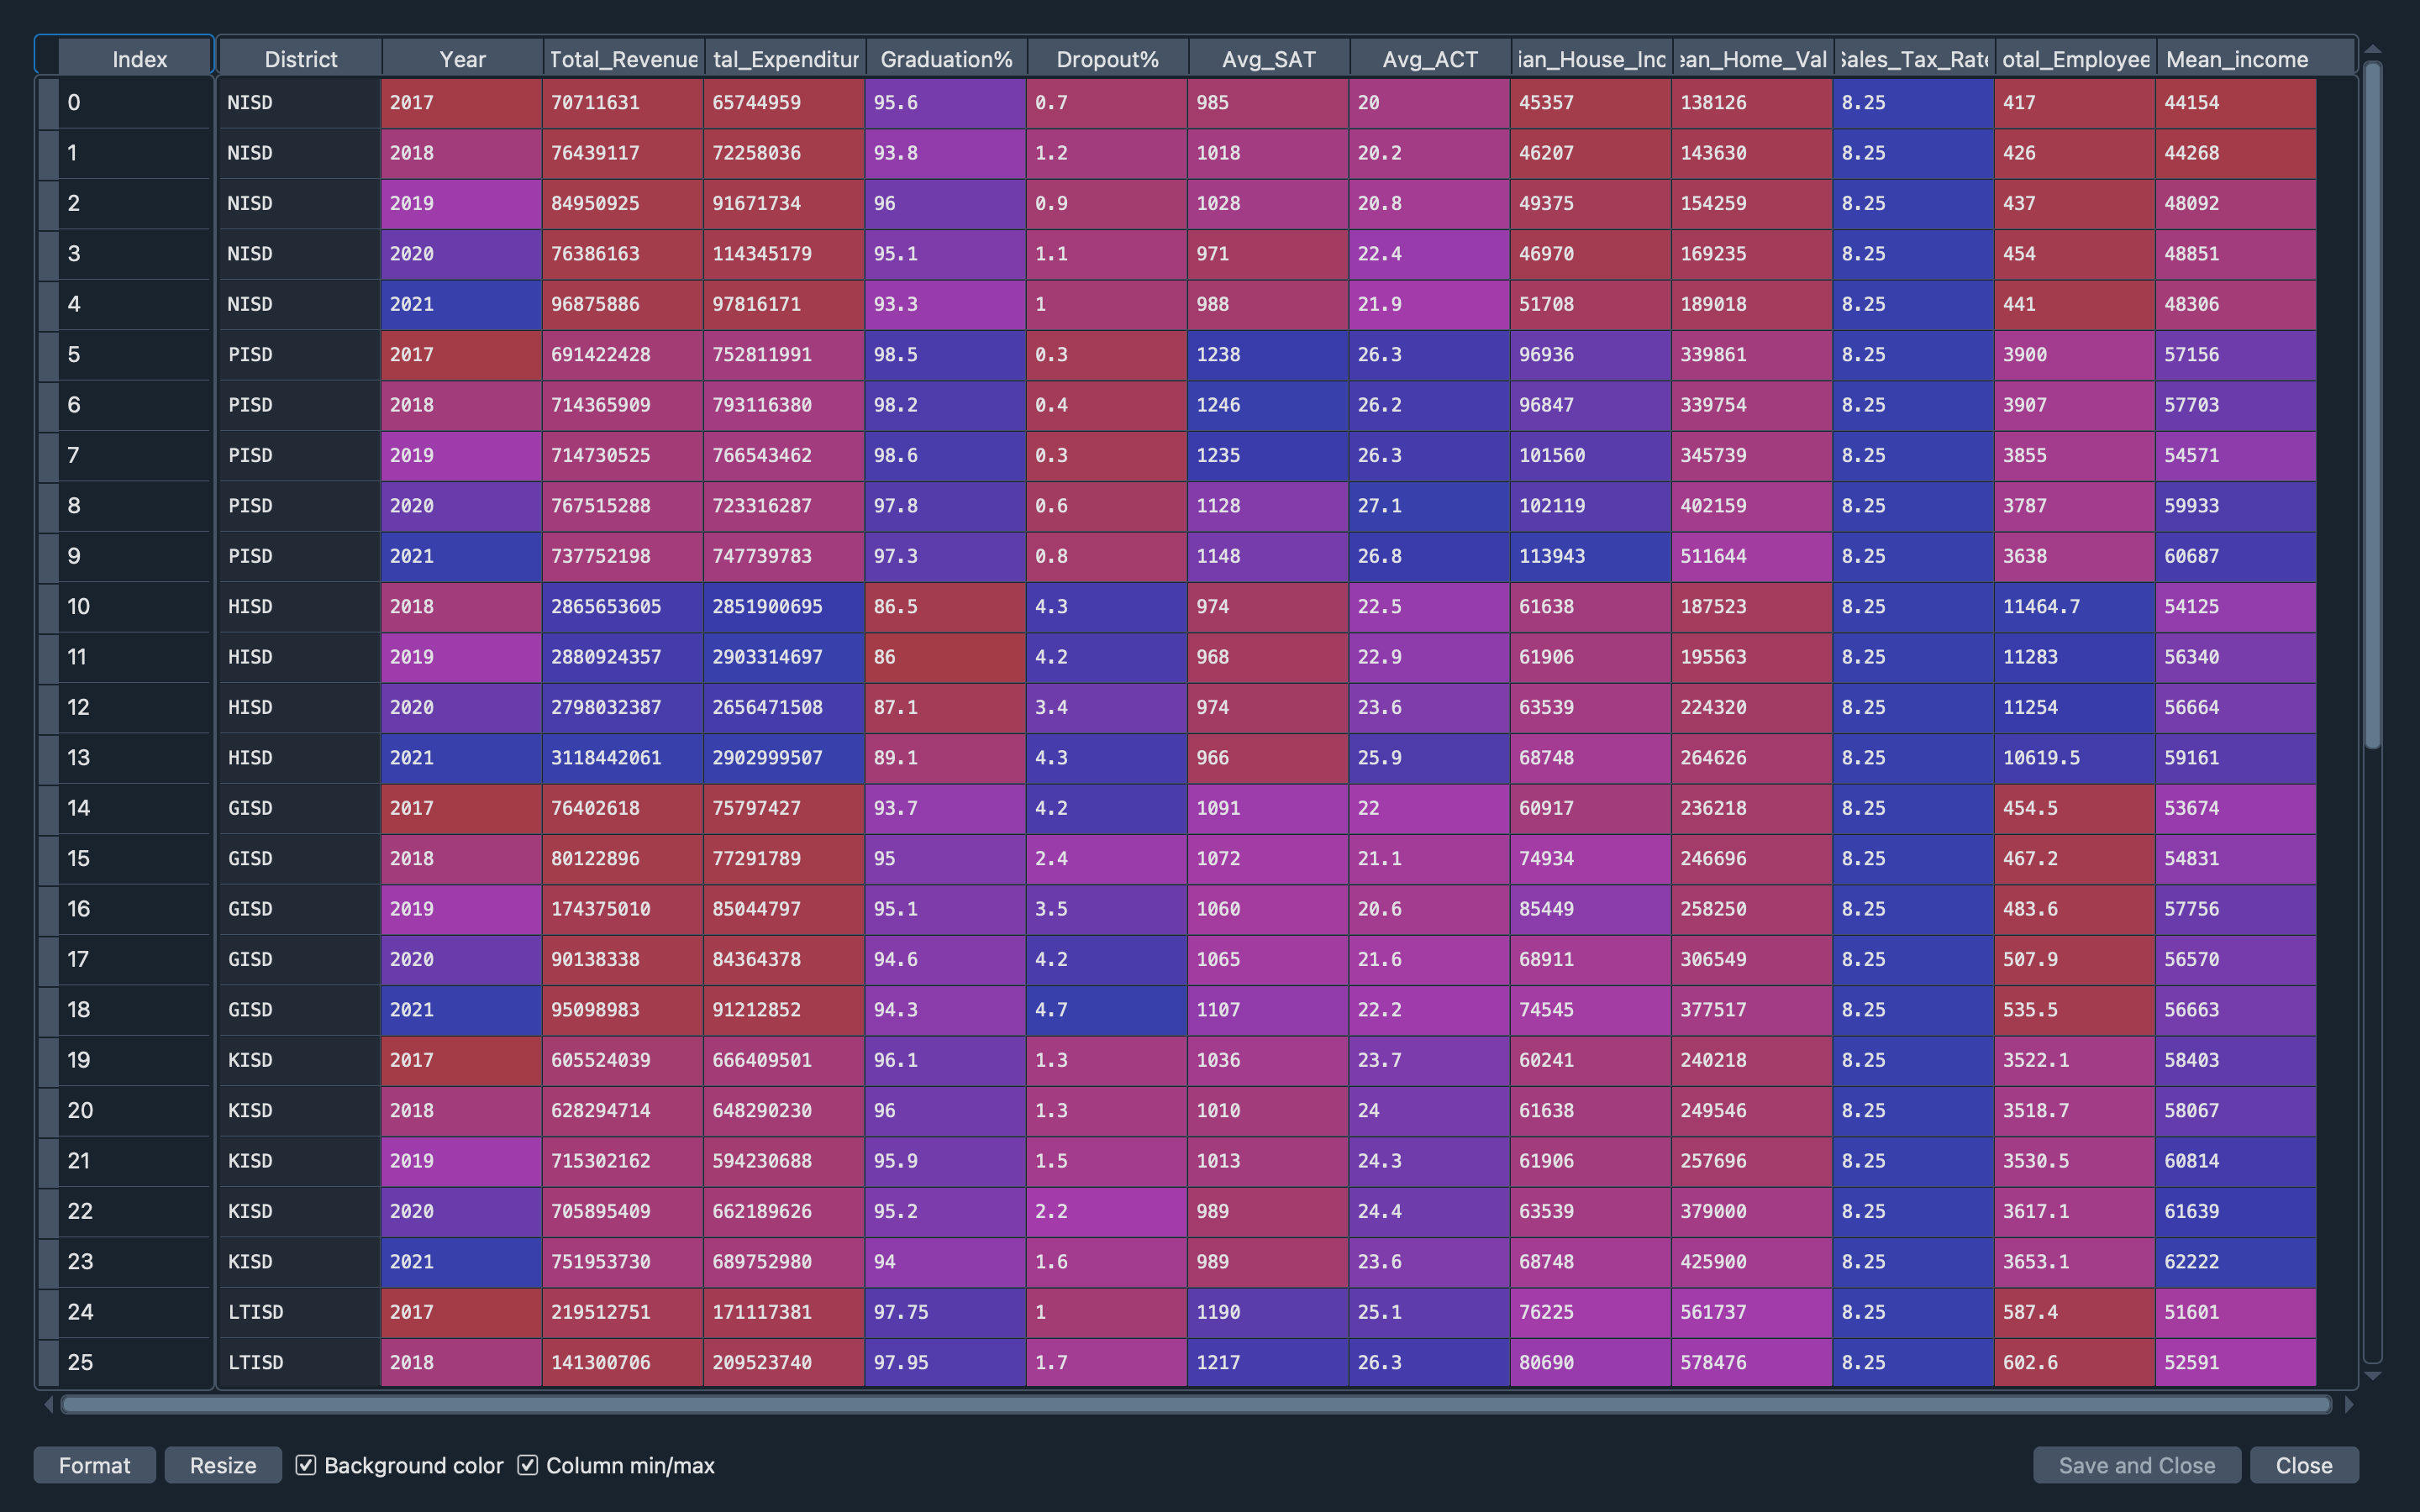 Index District Year Total_Revenue tal_Expenditur Graduation% Dropout% Avg_SAT Avg_ACT ian_House_Inc ean_Home_Val Sales_Tax_Rate otal_Employee Mean_income
0 NISD 2017 70711631 65744959 95.6 0.7 985 20 45357 138126 8.25 417 44154
1 NISD 2018 76439117 72258036 93.8 1.2 1018 20.2 46207 143630 8.25 426 44268
2 NISD 2019 84950925 91671734 96 0.9 1028 20.8 49375 154259 8.25 437 48092
3 NISD 2020 76386163 114345179 95.1 1.1 971 22.4 46970 169235 8.25 454 48851
4 NISD 2021 96875886 97816171 93.3 1 988 21.9 51708 189018 8.25 441 48306
5 PISD 2017 691422428 752811991 98.5 0.3 1238 26.3 96936 339861 8.25 3900 57156
6 PISD 2018 714365909 793116380 98.2 0.4 1246 26.2 96847 339754 8.25 3907 57703
7 PISD 2019 714730525 766543462 98.6 0.3 1235 26.3 101560 345739 8.25 3855 54571
8 PISD 2020 767515288 723316287 97.8 0.6 1128 27.1 102119 402159 8.25 3787 59933
9 PISD 2021 737752198 747739783 97.3 0.8 1148 26.8 113943 511644 8.25 3638 60687
10 HISD 2018 2865653605 2851900695 86.5 4.3 974 22.5 61638 187523 8.25 11464.7 54125
11 HISD 2019 2880924357 2903314697 86 4.2 968 22.9 61906 195563 8.25 11283 56340
12 HISD 2020 2798032387 2656471508 87.1 3.4 974 23.6 63539 224320 8.25 11254 56664
13 HISD 2021 3118442061 2902999507 89.1 4.3 966 25.9 68748 264626 8.25 10619.5 59161
14 GISD 2017 76402618 75797427 93.7 4.2 1091 22 60917 236218 8.25 454.5 53674
15 GISD 2018 80122896 77291789 95 2.4 1072 21.1 74934 246696 8.25 467.2 54831
16 GISD 2019 174375010 85044797 95.1 3.5 1060 20.6 85449 258250 8.25 483.6 57756
17 GISD 2020 90138338 84364378 94.6 4.2 1065 21.6 68911 306549 8.25 507.9 56570
18 GISD 2021 95098983 91212852 94.3 4.7 1107 22.2 74545 377517 8.25 535.5 56663
19 KISD 2017 605524039 666409501 96.1 1.3 1036 23.7 60241 240218 8.25 3522.1 58403
20 KISD 2018 628294714 648290230 96 1.3 1010 24 61638 249546 8.25 3518.7 58067
21 KISD 2019 715302162 594230688 95.9 1.5 1013 24.3 61906 257696 8.25 3530.5 60814
22 KISD 2020 705895409 662189626 95.2 2.2 989 24.4 63539 379000 8.25 3617.1 61639
23 KISD 2021 751953730 689752980 94 1.6 989 23.6 68748 425900 8.25 3653.1 62222
24 LTISD 2017 219512751 171117381 97.75 1 1190 25.1 76225 561737 8.25 587.4 51601
25 LTISD 2018 141300706 209523740 97.95 1.7 1217 26.3 80690 578476 8.25 602.6 52591
Format Resize Background color Column min/max Save and Close Close